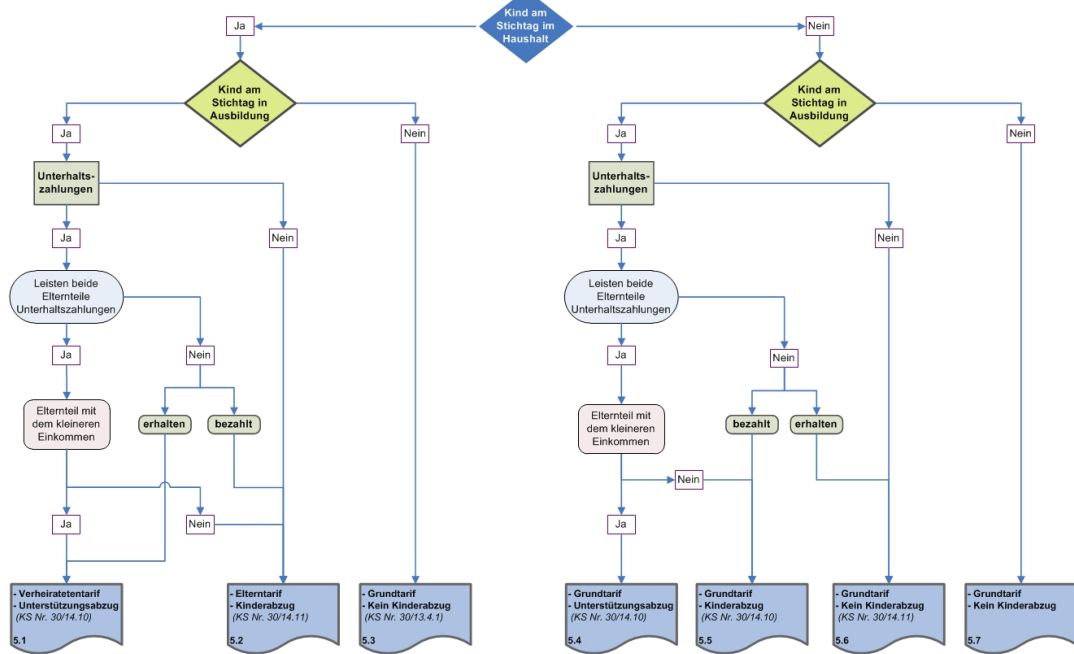 Kind am
Stichtag im
Haushalt
Ja
Nein
Kind am
Stichtag in
Ausbildung
Kind am
Stichtag in
Ausbildung
Ja
Nein
Ja
Nein
Unterhalts-
zahlungen
Unterhalts-
zahlungen
Ja
Nein
Ja
Nein
Leisten beide
Elternteile
Unterhaltszahlungen
Leisten beide
Elternteile
Unterhaltszahlungen
Ja
Nein
Ja
Nein
Elternteil mit
dem kleineren
Einkommen
erhalten
bezahlt
Elternteil mit
dem kleineren
Einkommen
bezahlt
erhalten
Nein
Ja
Nein
Ja
- Verheiratetentarif
- Unterstützungsabzug
(KS Nr. 30/14.10)
5.1
- Elterntarif
- Kinderabzug
(KS Nr. 30/14.11)
5.2
- Grundtarif
- Kein Kinderabzug
(KS Nr. 30/13.4.1)
5.3
- Grundtarif
- Unterstützungsabzug
(KS Nr. 30/14.10)
5.4
- Grundtarif
- Kinderabzug
(KS Nr. 30/14.10)
5.5
- Grundtarif
- Kein Kinderabzug
(KS Nr. 30/14.11)
5.6
- Grundtarif
- Kein Kinderabzug
5.7